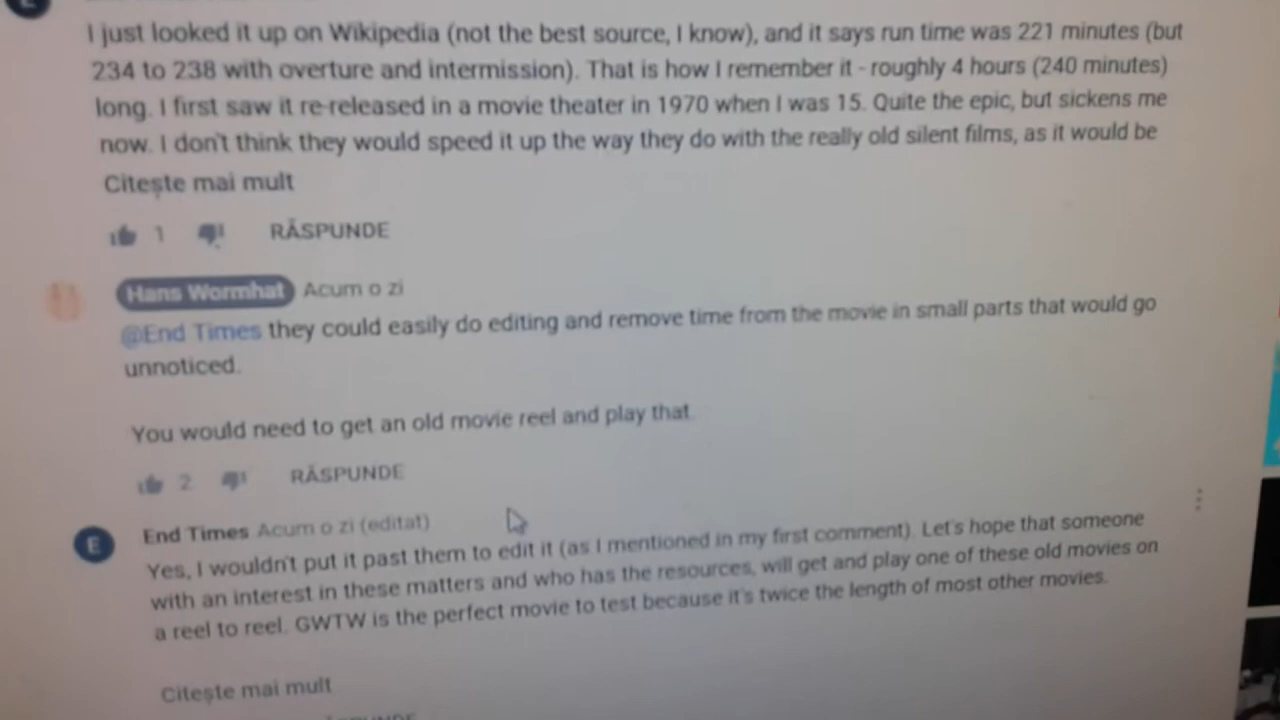 I just looked it up on Wikipedia (not the best source, I know), and it says run time was 221 minutes (but
234 to 238 with overture and intermission). That is how I remember it - roughly 4 hours (240 minutes)
long. I first saw it re-released in a movie theater in 1970 when I was 15. Quite the epic, but sickens me
now. I don't think they would speed it up the way they do with the really old silent films, as it would be
Citește mai mult
1 RĂSPUNDE
Hans Wormhat Acum o zi
@End Times they could easily do editing and remove time from the movie in small parts that would go
unnoticed.
You would need to get an old movie reel and play that.
2 RĂSPUNDE
E
End Times Acum o zi (editat)
Yes, I wouldn't put it past them to edit it (as I mentioned in my first comment). Let's hope that someone
with an interest in these matters and who has the resources, will get and play one of these old movies on
a reel to reel. GWTW is the perfect movie to test because it's twice the length of most other movies.
Citește mai mult